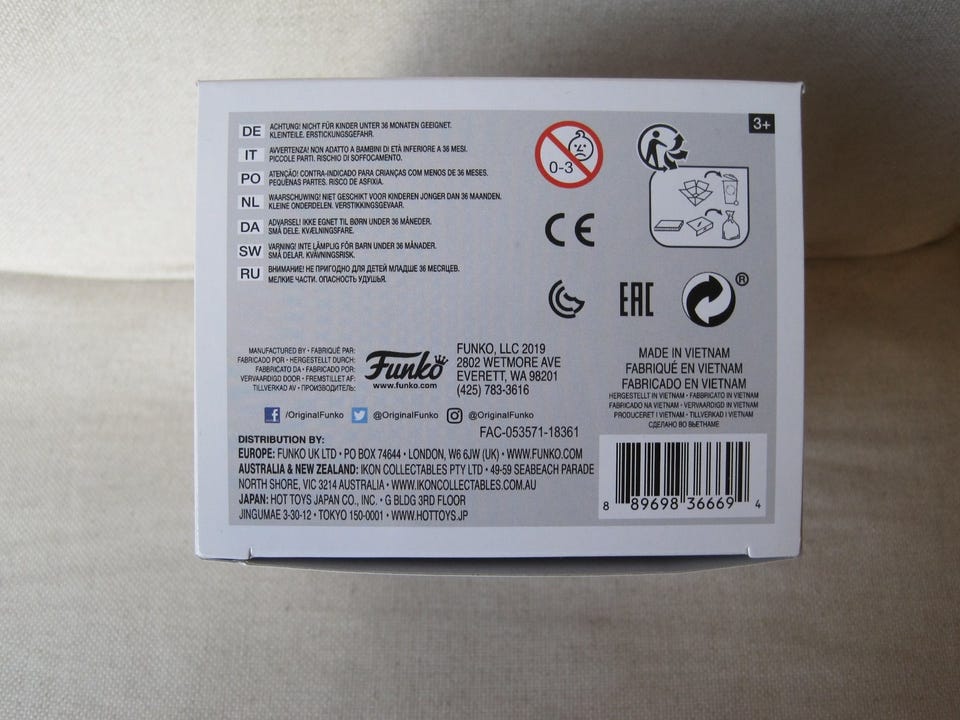 3+
DE ACHTUNG! NICHT FÜR KINDER UNTER 36 MONATEN GEEIGNET.
KLEINTEILE. ERSTICKUNGSGEFAHR.
IT AVVERTENZA! NON ADATTO A BAMBINI DI ETÀ INFERIORE A 36 MESI.
PICCOLE PARTI. RISCHIO DI SOFFOCAMENTO.
PO ATENÇÃO! CONTRA-INDICADO PARA CRIANÇAS COM MENOS DE 36 MESES.
PEQUENAS PARTES. RISCO DE ASFIXIA.
NL WAARSCHUWING! NIET GESCHIKT VOOR KINDEREN JONGER DAN 36 MAANDEN.
KLEINE ONDERDELEN. VERSTIKKINGSGEVAAR.
DA ADVARSEL! IKKE EGNET TIL BØRN UNDER 36 MÅNEDER.
SMÅ DELE. KVÆLNINGSFARE.
SW VARNING! INTE LÄMPLIG FÖR BARN UNDER 36 MÅNADER.
SMÅ DELAR. KVÄVNINGSRISK.
RU ВНИМАНИЕ! НЕ ПРИГОДНО ДЛЯ ДЕТЕЙ МЛАДШЕ 36 МЕСЯЦЕВ.
МЕЛКИЕ ЧАСТИ. ОПАСНОСТЬ УДУШЬЯ.
0-3
CE
EAC
®
MANUFACTURED BY • FABRIQUÉ PAR:
FABRICADO POR • HERGESTELLT DURCH:
FABBRICATO DA • FABRICADO POR:
VERVAARDIGD DOOR • FREMSTILLET AF:
TILLVERKAD AV • ПРОИЗВОДИТЕЛЬ:
Funko
www.funko.com
FUNKO, LLC 2019
2802 WETMORE AVE
EVERETT, WA 98201
(425) 783-3616
MADE IN VIETNAM
FABRIQUÉ EN VIETNAM
FABRICADO EN VIETNAM
HERGESTELLT IN VIETNAM • FABBRICATO IN VIETNAM
FABRICADO NA VIETNAM • VERVAARDIGD IN VIETNAM
PRODUCERET I VIETNAM • TILLVERKAD I VIETNAM
СДЕЛАНО ВО ВЬЕТНАМЕ
/OriginalFunko @OriginalFunko @OriginalFunko
FAC-053571-18361
DISTRIBUTION BY:
EUROPE: FUNKO UK LTD • PO BOX 74644 • LONDON, W6 6JW (UK) • WWW.FUNKO.COM
AUSTRALIA & NEW ZEALAND: IKON COLLECTABLES PTY LTD • 49-59 SEABEACH PARADE
NORTH SHORE, VIC 3214 AUSTRALIA • WWW.IKONCOLLECTABLES.COM.AU
JAPAN: HOT TOYS JAPAN CO., INC. • G BLDG 3RD FLOOR
JINGUMAE 3-30-12 • TOKYO 150-0001 • WWW.HOTTOYS.JP
8 89698 36669 4